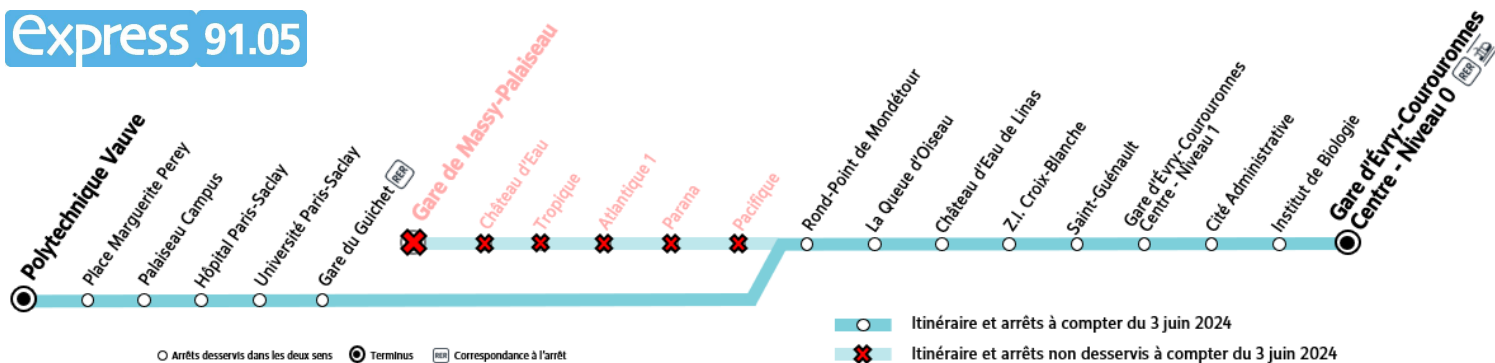 express 91.05
Polytechnique Vauve
Place Marguerite Perey
Palaiseau Campus
Hôpital Paris-Saclay
Université Paris-Saclay
Gare du Guichet RER
Gare de Massy-Palaiseau
Château d'Eau
Tropique
Atlantique 1
Parana
Pacifique
Rond-Point de Mondétour
La Queue d'Oiseau
Château d'Eau de Linas
Z.I. Croix-Blanche
Saint-Guénault
Gare d'Évry-Courouronnes
Centre - Niveau 1
Cité Administrative
Institut de Biologie
Gare d'Évry-Courouronnes
Centre - Niveau 0 RER
Itinéraire et arrêts à compter du 3 juin 2024
Itinéraire et arrêts non desservis à compter du 3 juin 2024
Arrêts desservis dans les deux sens
Terminus
RER Correspondance à l'arrêt